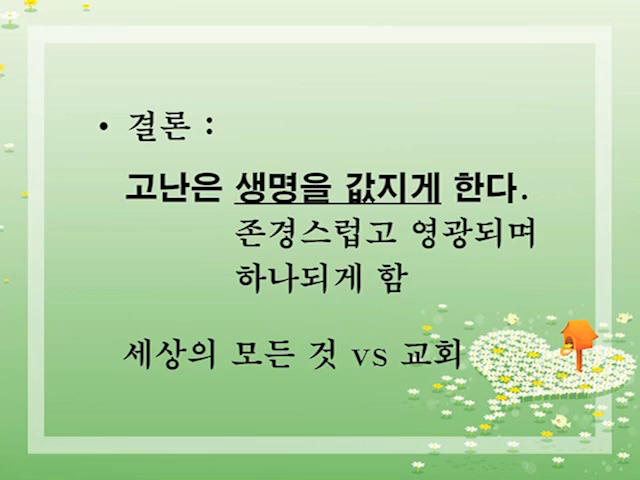 • 결론 :
고난은 생명을 값지게 한다.
존경스럽고 영광되며
하나되게 함
세상의 모든 것 vs 교회